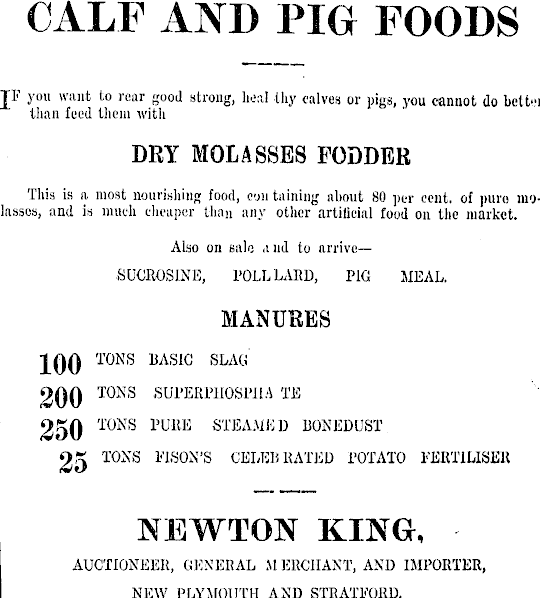 CALF AND PIG FOODS
IF you want to rear good strong, healthy calves or pigs, you cannot do better
than feed them with
DRY MOLASSES FODDER
This is a most nourishing food, containing about 80 per cent. of pure mo-
lasses, and is much cheaper than any other artificial food on the market.
Also on sale and to arrive—
SUCROSINE, POLLLARD, PIG MEAL.
MANURES
100 TONS BASIC SLAG
200 TONS SUPERPHOSPHATE
250 TONS PURE STEAMED BONEDUST
25 TONS FISON'S CELEBRATED POTATO FERTILISER
NEWTON KING,
AUCTIONEER, GENERAL MERCHANT, AND IMPORTER,
NEW PLYMOUTH AND STRATFORD.